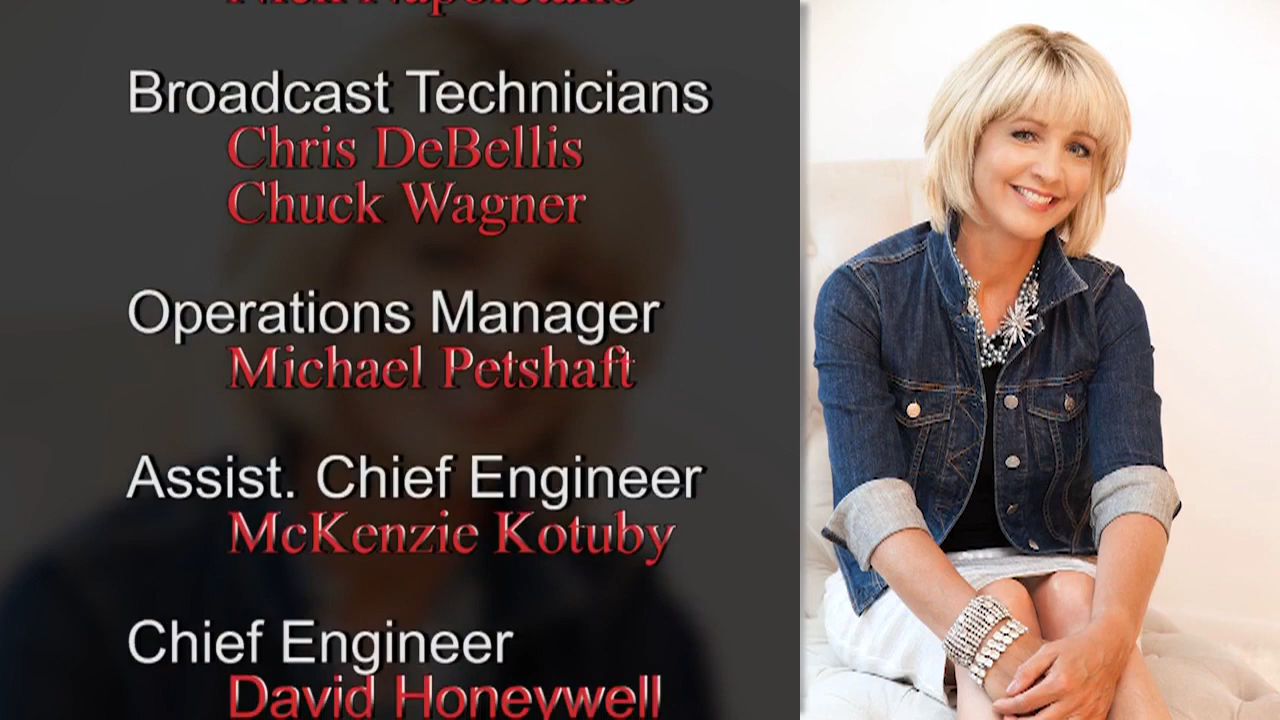 Broadcast Technicians
Chris DeBellis
Chuck Wagner
Operations Manager
Michael Petshaft
Assist. Chief Engineer
McKenzie Kotuby
Chief Engineer
David Honeywell